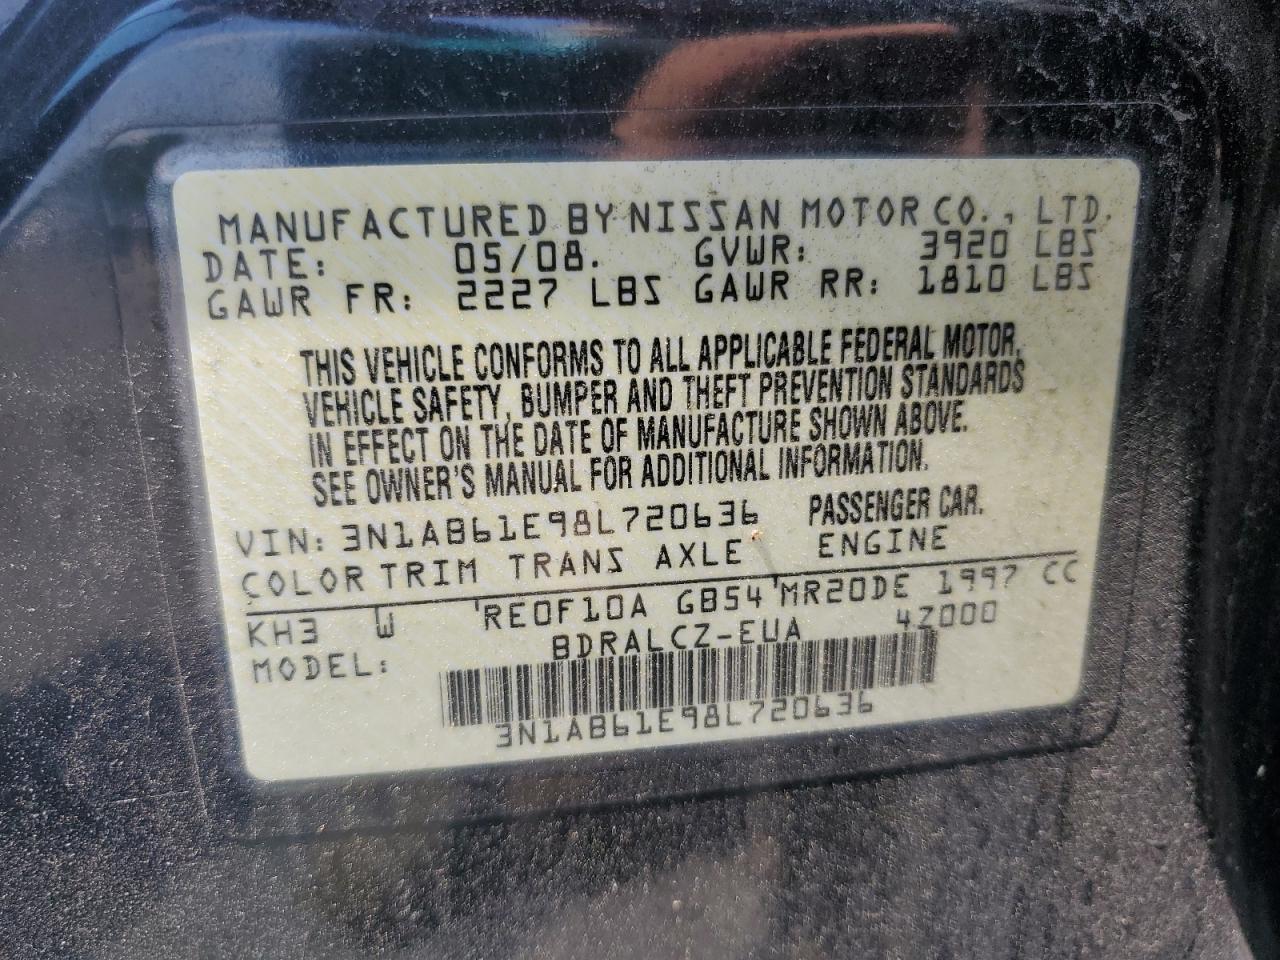 MANUFACTURED BY NISSAN MOTOR CO., LTD.
DATE: 05/08. GVWR: 3920 LBS
GAWR FR: 2227 LBS GAWR RR: 1810 LBS
THIS VEHICLE CONFORMS TO ALL APPLICABLE FEDERAL MOTOR,
VEHICLE SAFETY, BUMPER AND THEFT PREVENTION STANDARDS
IN EFFECT ON THE DATE OF MANUFACTURE SHOWN ABOVE.
SEE OWNER'S MANUAL FOR ADDITIONAL INFORMATION.
VIN: 3N1AB61E98L720636 PASSENGER CAR.
COLOR TRIM TRANS AXLE ENGINE
KH3 W RE0F10A GB54 MR20DE 1997 CC
MODEL: BDRALCZ-EUA 4Z000
3N1AB61E98L720636